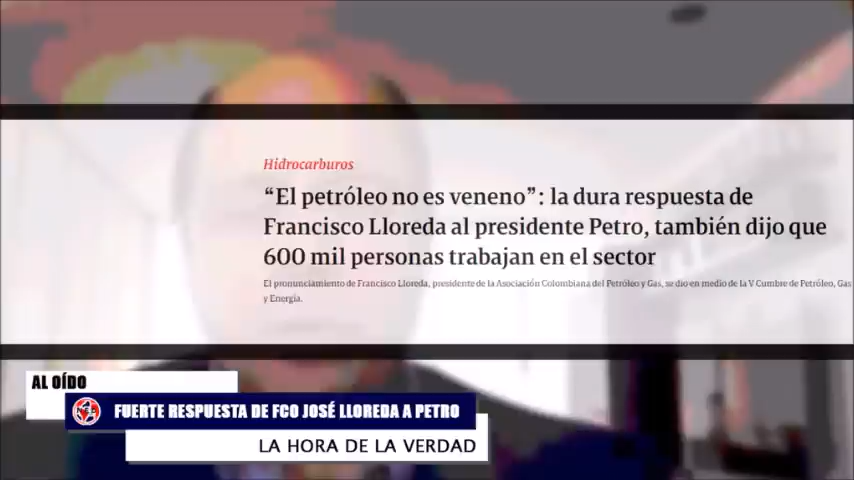 Hidrocarburos
“El petróleo no es veneno”: la dura respuesta de
Francisco Lloreda al presidente Petro, también dijo que
600 mil personas trabajan en el sector
El pronunciamiento de Francisco Lloreda, presidente de la Asociación Colombiana del Petróleo y Gas, se dio en medio de la V Cumbre de Petróleo, Gas
y Energía.
AL OÍDO
FUERTE RESPUESTA DE FCO JOSÉ LLOREDA A PETRO
LA HORA DE LA VERDAD